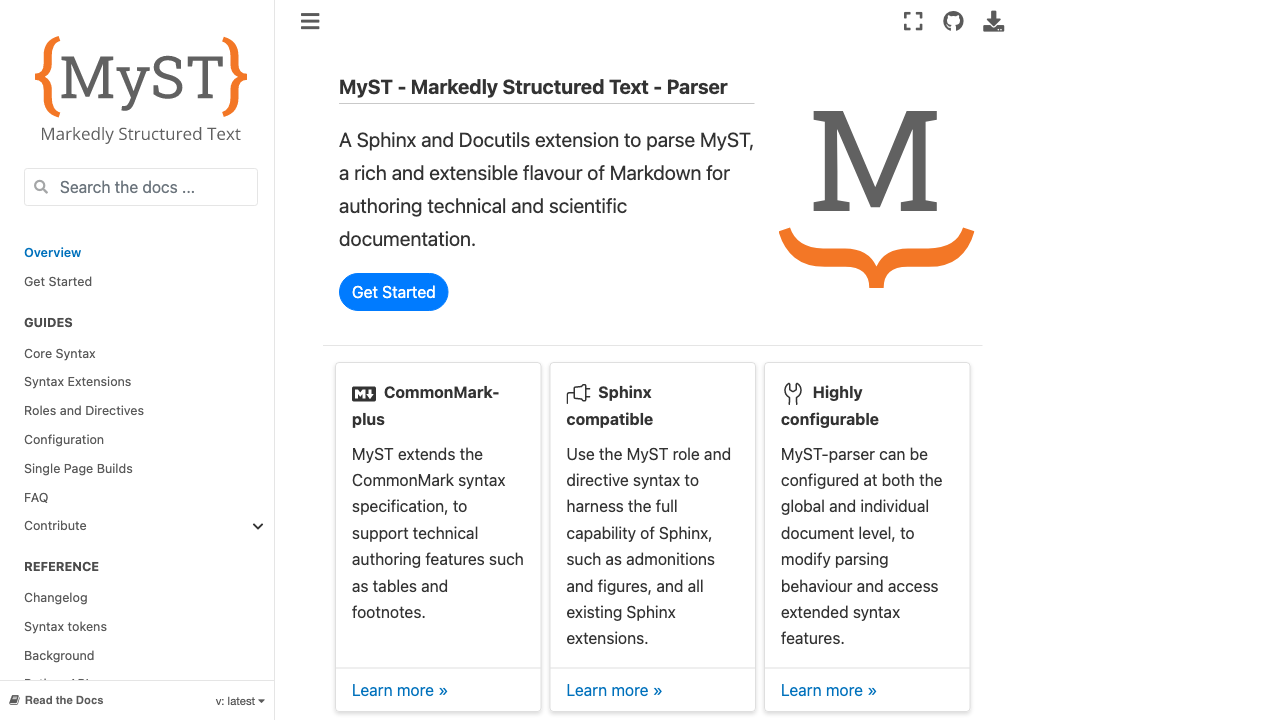 {MyST}
Markedly Structured Text
Search the docs ...
Overview
Get Started
GUIDES
Core Syntax
Syntax Extensions
Roles and Directives
Configuration
Single Page Builds
FAQ
Contribute
REFERENCE
Changelog
Syntax tokens
Background
Read the Docs
v: latest
MyST - Markedly Structured Text - Parser
A Sphinx and Docutils extension to parse MyST,
a rich and extensible flavour of Markdown for
authoring technical and scientific
documentation.
Get Started
M
CommonMark-
plus
MyST extends the
CommonMark syntax
specification, to
support technical
authoring features such
as tables and
footnotes.
Learn more »
Sphinx
compatible
Use the MyST role and
directive syntax to
harness the full
capability of Sphinx,
such as admonitions
and figures, and all
existing Sphinx
extensions.
Learn more »
Highly
configurable
MyST-parser can be
configured at both the
global and individual
document level, to
modify parsing
behaviour and access
extended syntax
features.
Learn more »